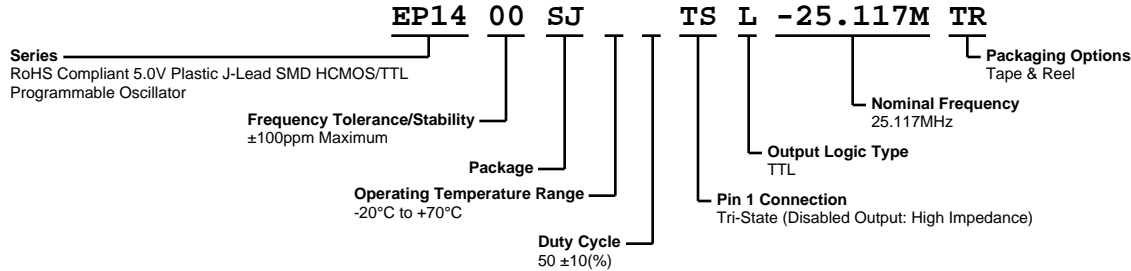 EP14 00 SJ TS L -25.117M TR
Series
RoHS Compliant 5.0V Plastic J-Lead SMD HCMOS/TTL
Programmable Oscillator
Packaging Options
Tape & Reel
Frequency Tolerance/Stability
±100ppm Maximum
Nominal Frequency
25.117MHz
Package
Output Logic Type
TTL
Operating Temperature Range
-20°C to +70°C
Pin 1 Connection
Tri-State (Disabled Output: High Impedance)
Duty Cycle
50 ±10(%)